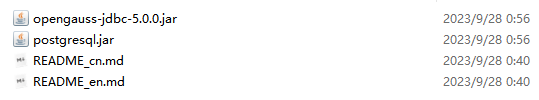 opengauss-jdbc-5.0.0.jar 2023/9/28 0:56
postgresql.jar 2023/9/28 0:56
README_cn.md 2023/9/28 0:40
README_en.md 2023/9/28 0:40